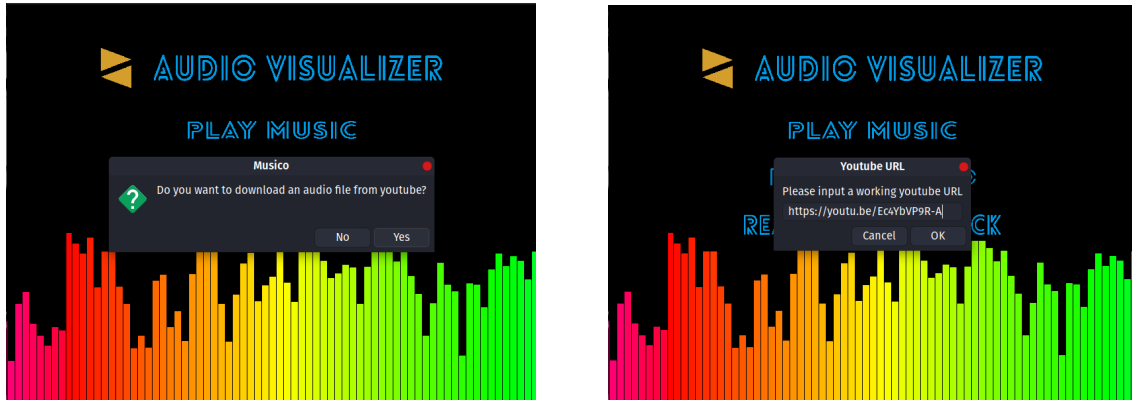 AUDIO VISUALIZER
PLAY MUSIC
Musico
?
Do you want to download an audio file from youtube?
No Yes
AUDIO VISUALIZER
PLAY MUSIC
Youtube URL
Please input a working youtube URL
https://youtu.be/Ec4YbVP9R-A
Cancel OK